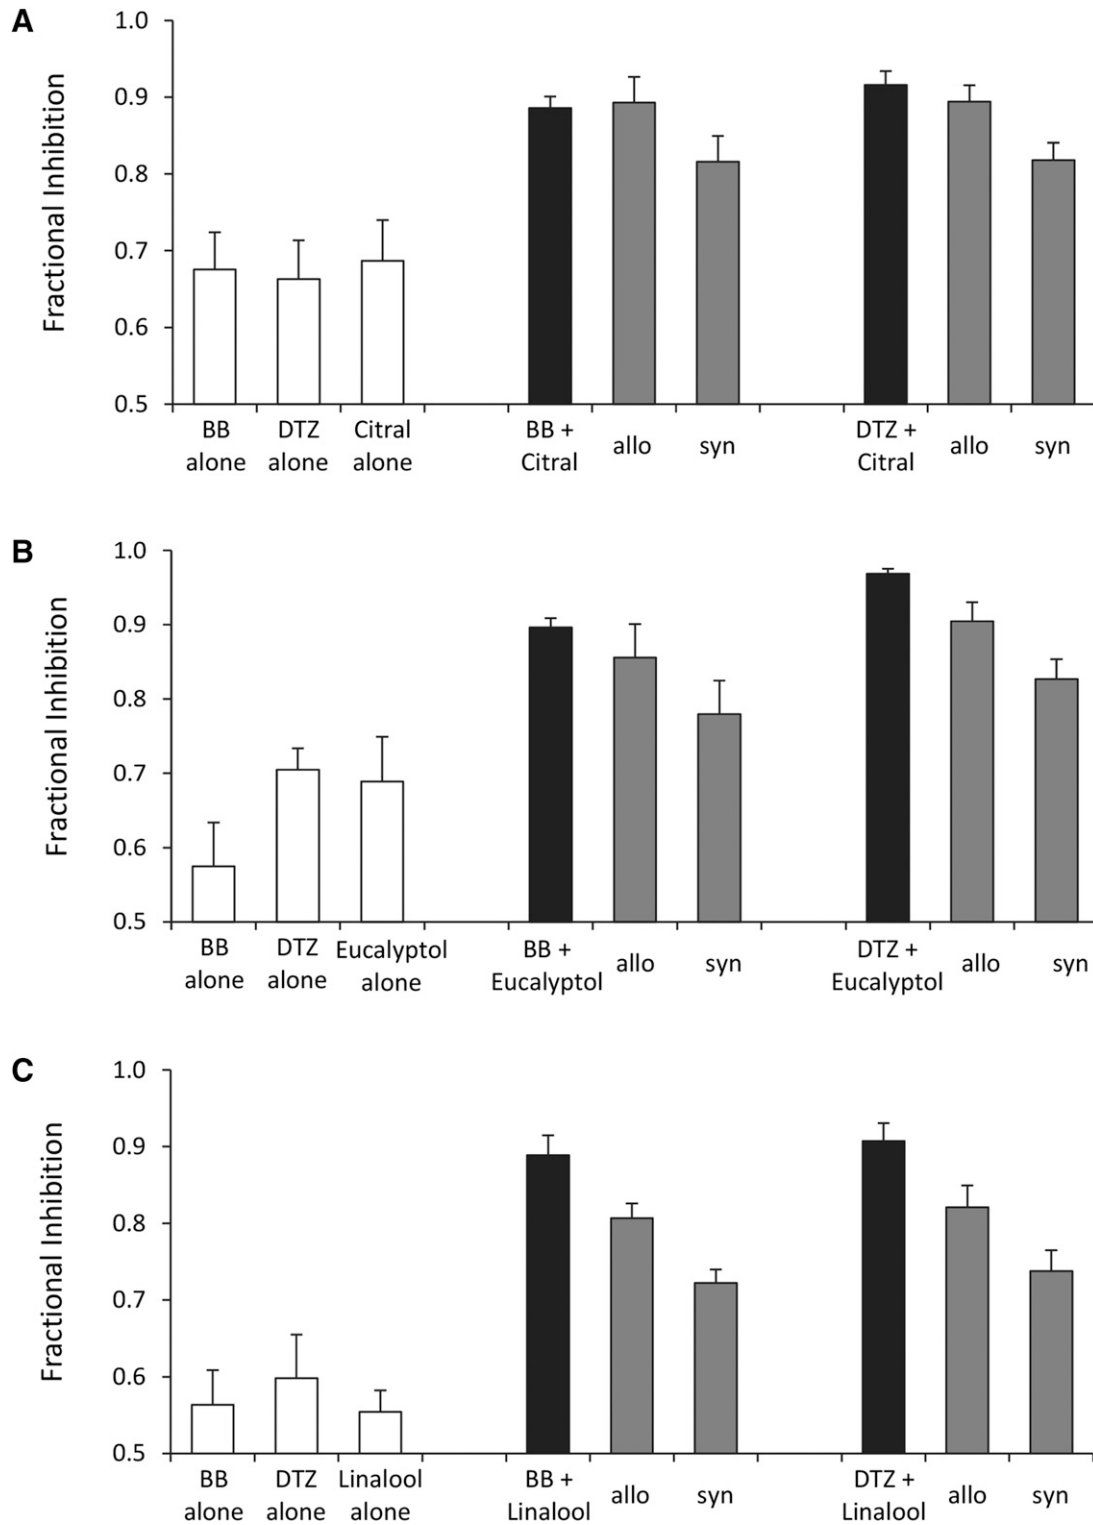 A
Fractional Inhibition
1.0
0.9
0.8
0.7
0.6
0.5
BB
alone
DTZ
alone
Citral
alone
BB +
Citral
allo
syn
DTZ +
Citral
allo
syn
B
Fractional Inhibition
1.0
0.9
0.8
0.7
0.6
0.5
BB
alone
DTZ
alone
Eucalyptol
alone
BB +
Eucalyptol
allo
syn
DTZ +
Eucalyptol
allo
syn
C
Fractional Inhibition
1.0
0.9
0.8
0.7
0.6
0.5
BB
alone
DTZ
alone
Linalool
alone
BB +
Linalool
allo
syn
DTZ +
Linalool
allo
syn